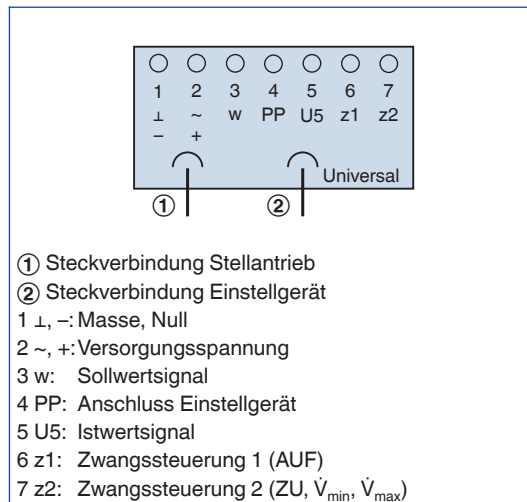 1 2 3 4 5 6 7
⊥ ~ w PP U5 z1 z2
– +
Universal
① ②
① Steckverbindung Stellantrieb
② Steckverbindung Einstellgerät
1 ⊥, –: Masse, Null
2 ~, +: Versorgungsspannung
3 w: Sollwertsignal
4 PP: Anschluss Einstellgerät
5 U5: Istwertsignal
6 z1: Zwangssteuerung 1 (AUF)
7 z2: Zwangssteuerung 2 (ZU, V̇min, V̇max)